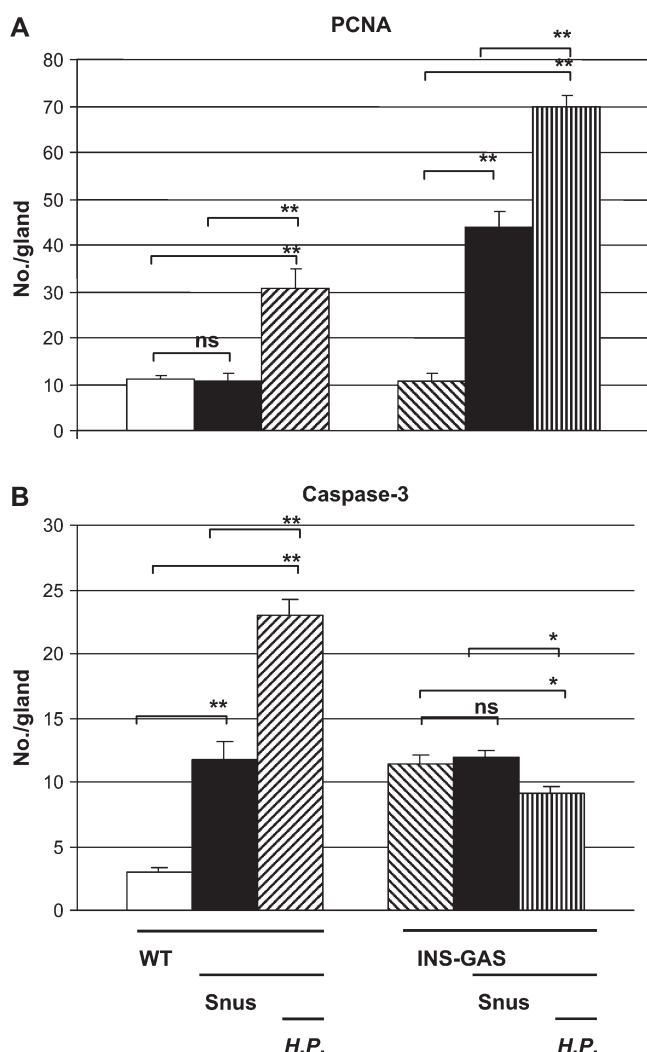 A
PCNA
No./gland
80
70
60
50
40
30
20
10
0
**
**
**
**
**
ns
B
Caspase-3
No./gland
30
25
20
15
10
5
0
**
**
**
*
*
ns
WT
INS-GAS
Snus
Snus
H.P.
H.P.